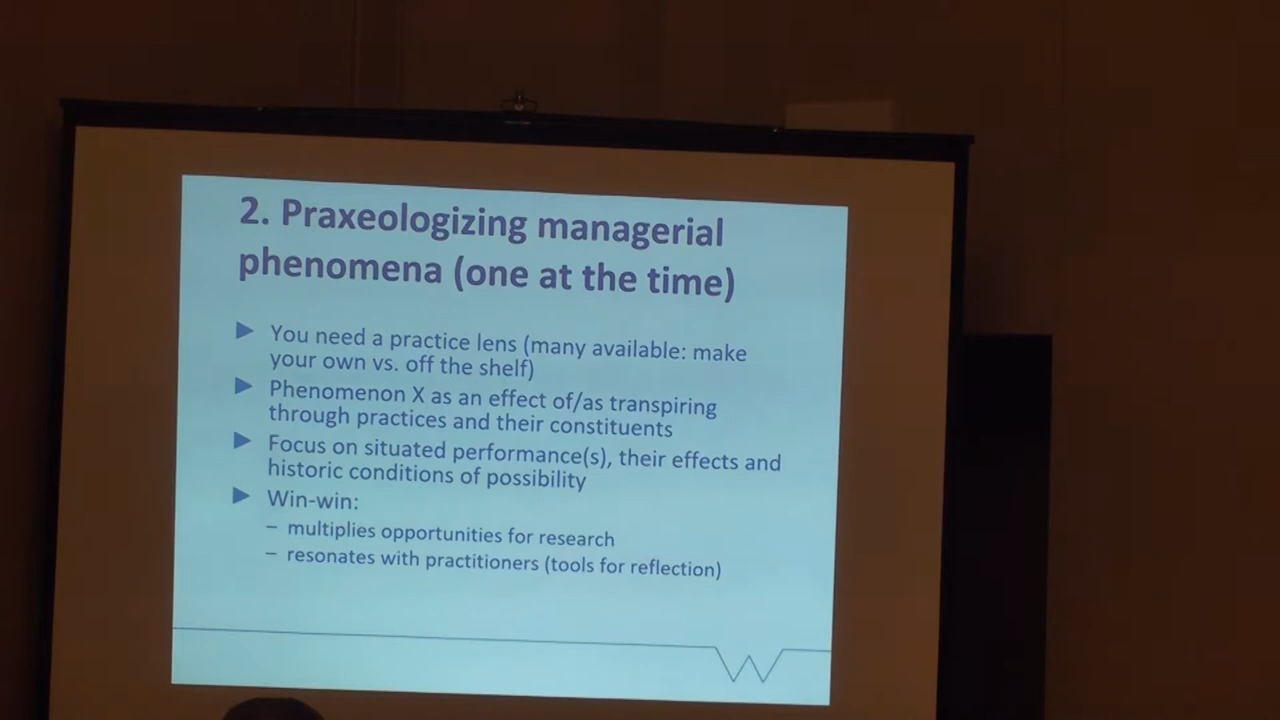 2. Praxeologizing managerial
phenomena (one at the time)
You need a practice lens (many available: make
your own vs. off the shelf)
Phenomenon X as an effect of/as transpiring
through practices and their constituents
Focus on situated performance(s), their effects and
historic conditions of possibility
Win-win:
– multiplies opportunities for research
– resonates with practitioners (tools for reflection)